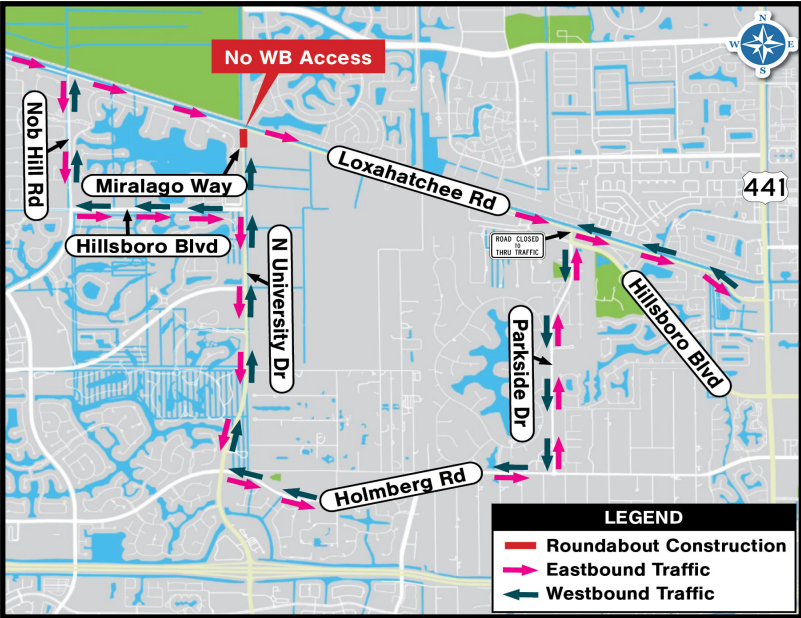 N
W
E
S
No WB Access
Nob Hill Rd
Loxahatchee Rd
441
Miralago Way
Hillsboro Blvd
ROAD CLOSED
TO
THRU TRAFFIC
N University Dr
Hillsboro Blvd
Parkside Dr
Holmberg Rd
LEGEND
Roundabout Construction
Eastbound Traffic
Westbound Traffic